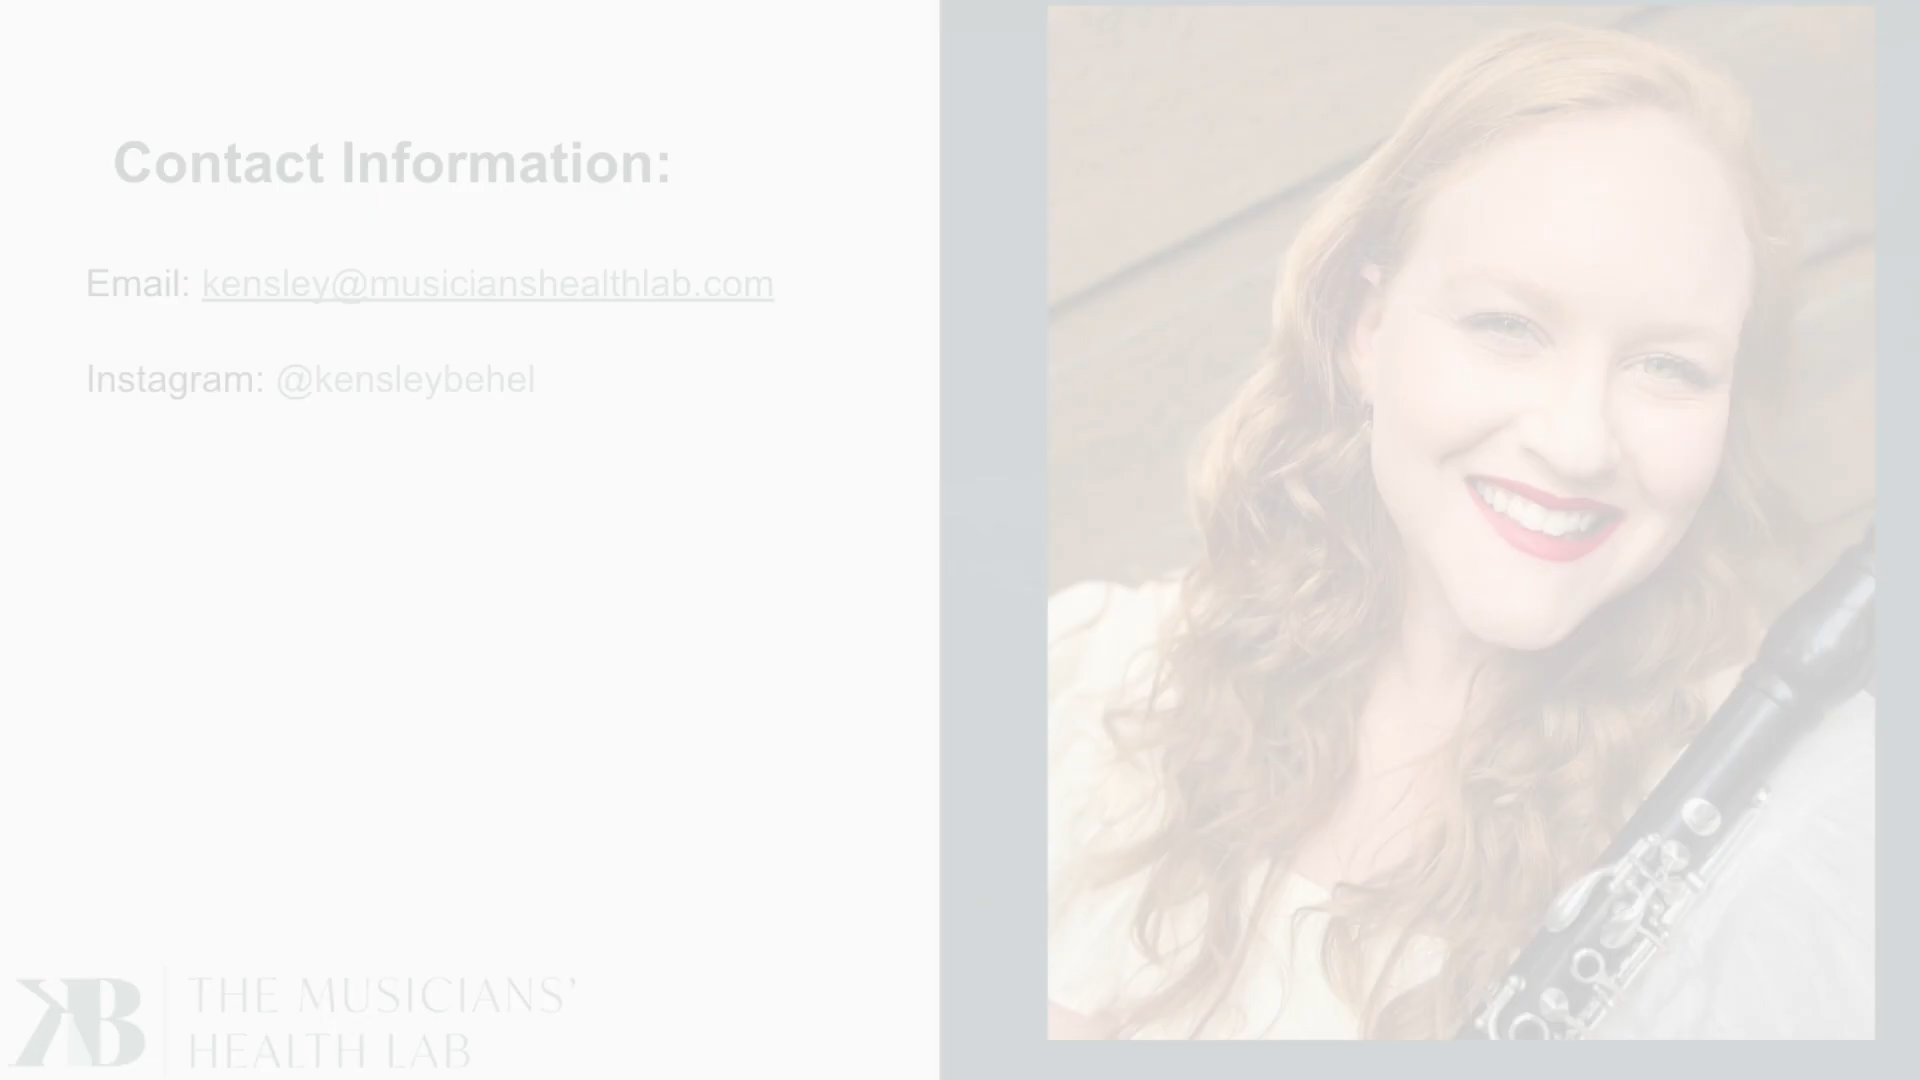 Contact Information:
Email: kensley@musicianshealthlab.com
Instagram: @kensleybehel
KB
THE MUSICIANS’
HEALTH LAB